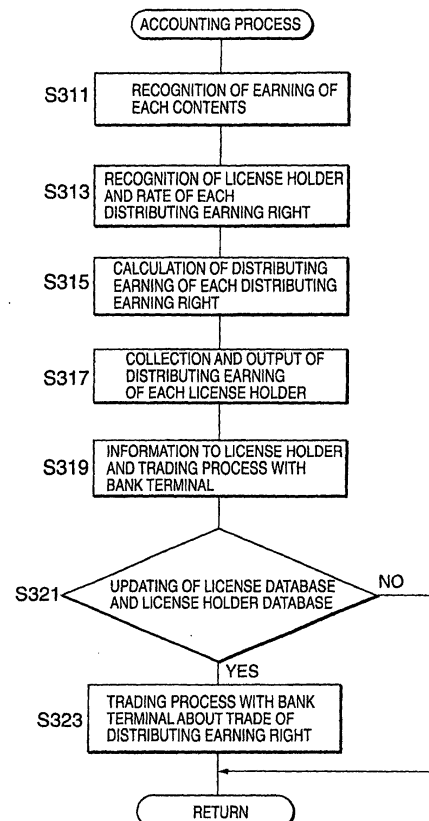 ACCOUNTING PROCESS
S311
RECOGNITION OF EARNING OF
EACH CONTENTS
S313
RECOGNITION OF LICENSE HOLDER
AND RATE OF EACH
DISTRIBUTING EARNING RIGHT
S315
CALCULATION OF DISTRIBUTING
EARNING OF EACH DISTRIBUTING
EARNING RIGHT
S317
COLLECTION AND OUTPUT OF
DISTRIBUTING EARNING
OF EACH LICENSE HOLDER
S319
INFORMATION TO LICENSE HOLDER
AND TRADING PROCESS WITH
BANK TERMINAL
S321
UPDATING OF LICENSE DATABASE
AND LICENSE HOLDER DATABASE
NO
YES
S323
TRADING PROCESS WITH BANK
TERMINAL ABOUT TRADE OF
DISTRIBUTING EARNING RIGHT
RETURN